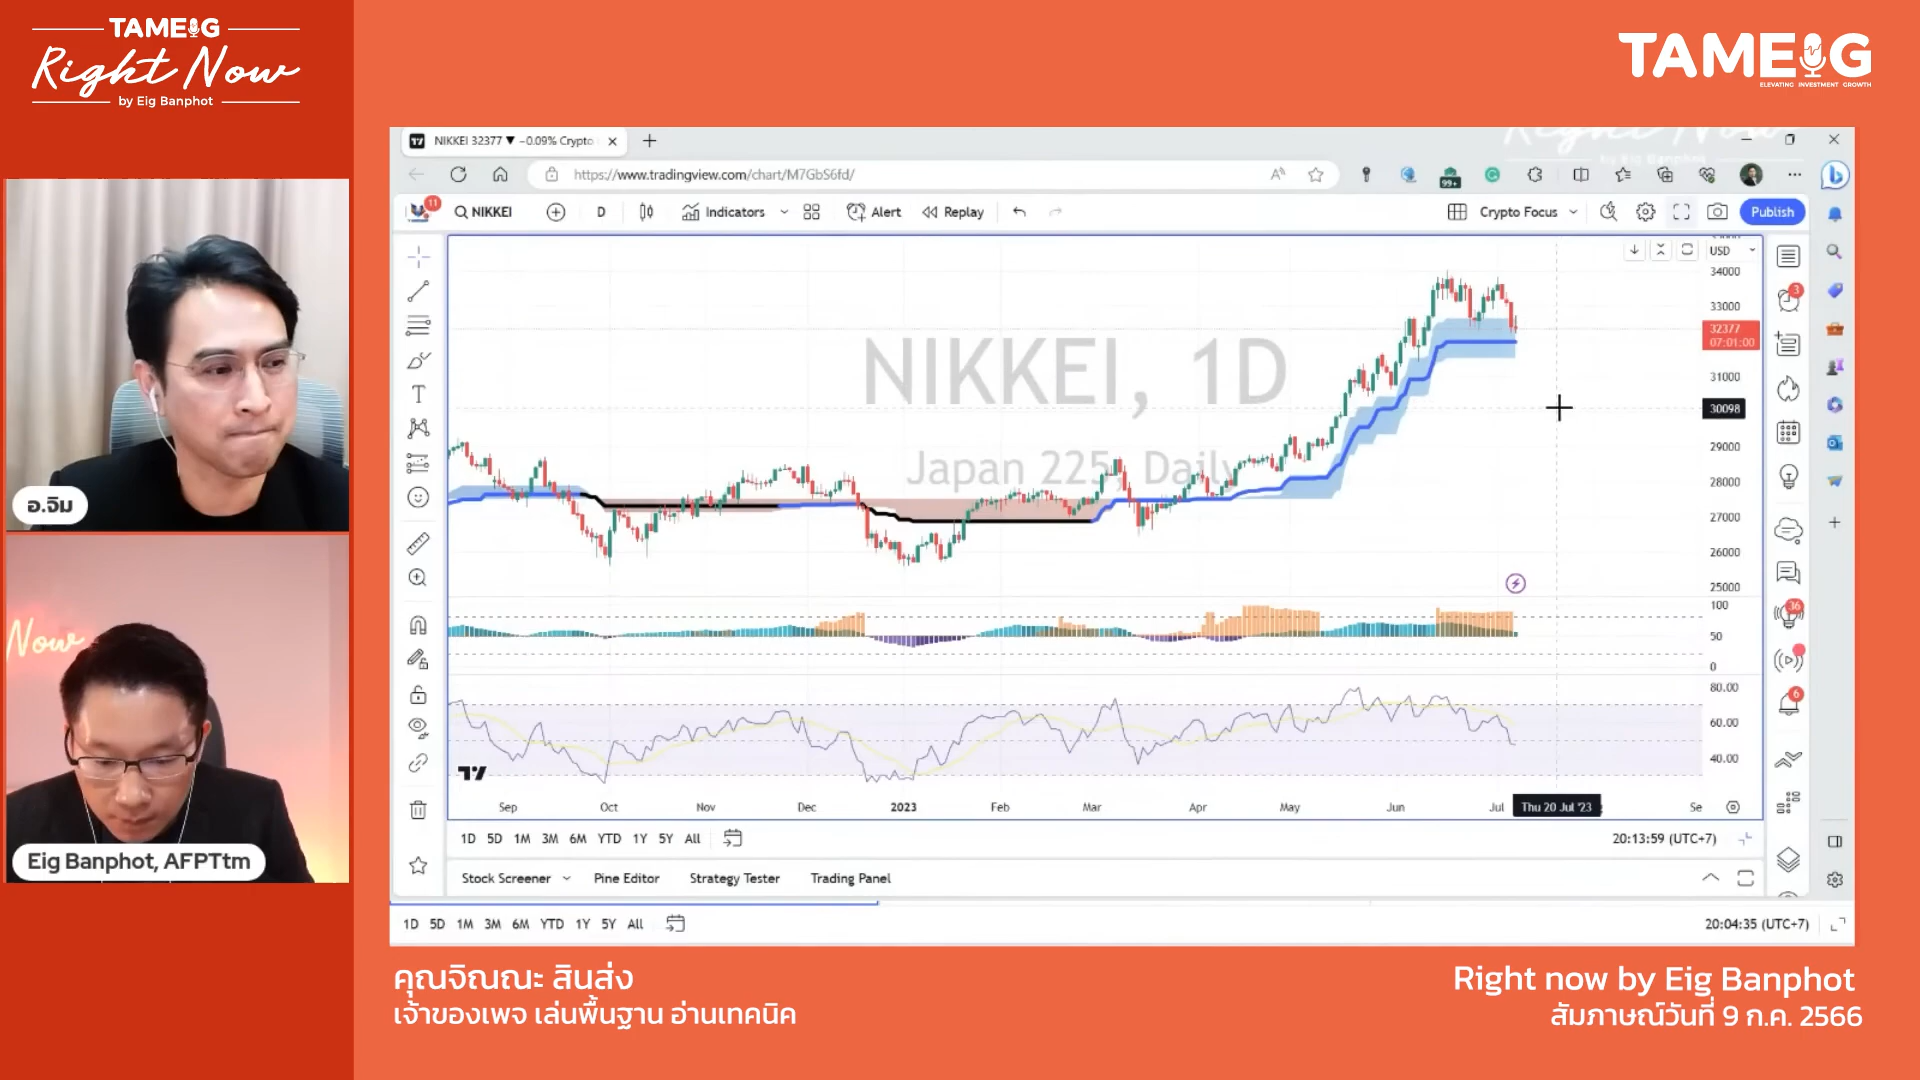 TAMEIG
Right Now
by Eig Banphot
TAMEIG
ELEVATING INVESTMENT GROWTH
อ.จิม
Now
Eig Banphot, AFPTtm
NIKKEI 32377 ▼ −0.09% Crypto
https://www.tradingview.com/chart/M7GbS6fd/
99+
11
NIKKEI
D
Indicators
Alert
Replay
Crypto Focus
Publish
USD
34000
33000
32377
07:01:00
31000
30098
29000
28000
27000
26000
25000
100
50
0
80.00
60.00
40.00
NIKKEI, 1D
Japan 225, Daily
3
36
6
Sep
Oct
Nov
Dec
2023
Feb
Mar
Apr
May
Jun
Jul
Thu 20 Jul '23
Se
1D 5D 1M 3M 6M YTD 1Y 5Y All
20:13:59 (UTC+7)
Stock Screener
Pine Editor
Strategy Tester
Trading Panel
1D 5D 1M 3M 6M YTD 1Y 5Y All
20:04:35 (UTC+7)
คุณจิณณะ สินส่ง
เจ้าของเพจ เล่นพื้นฐาน อ่านเทคนิค
Right now by Eig Banphot
สัมภาษณ์วันที่ 9 ก.ค. 2566